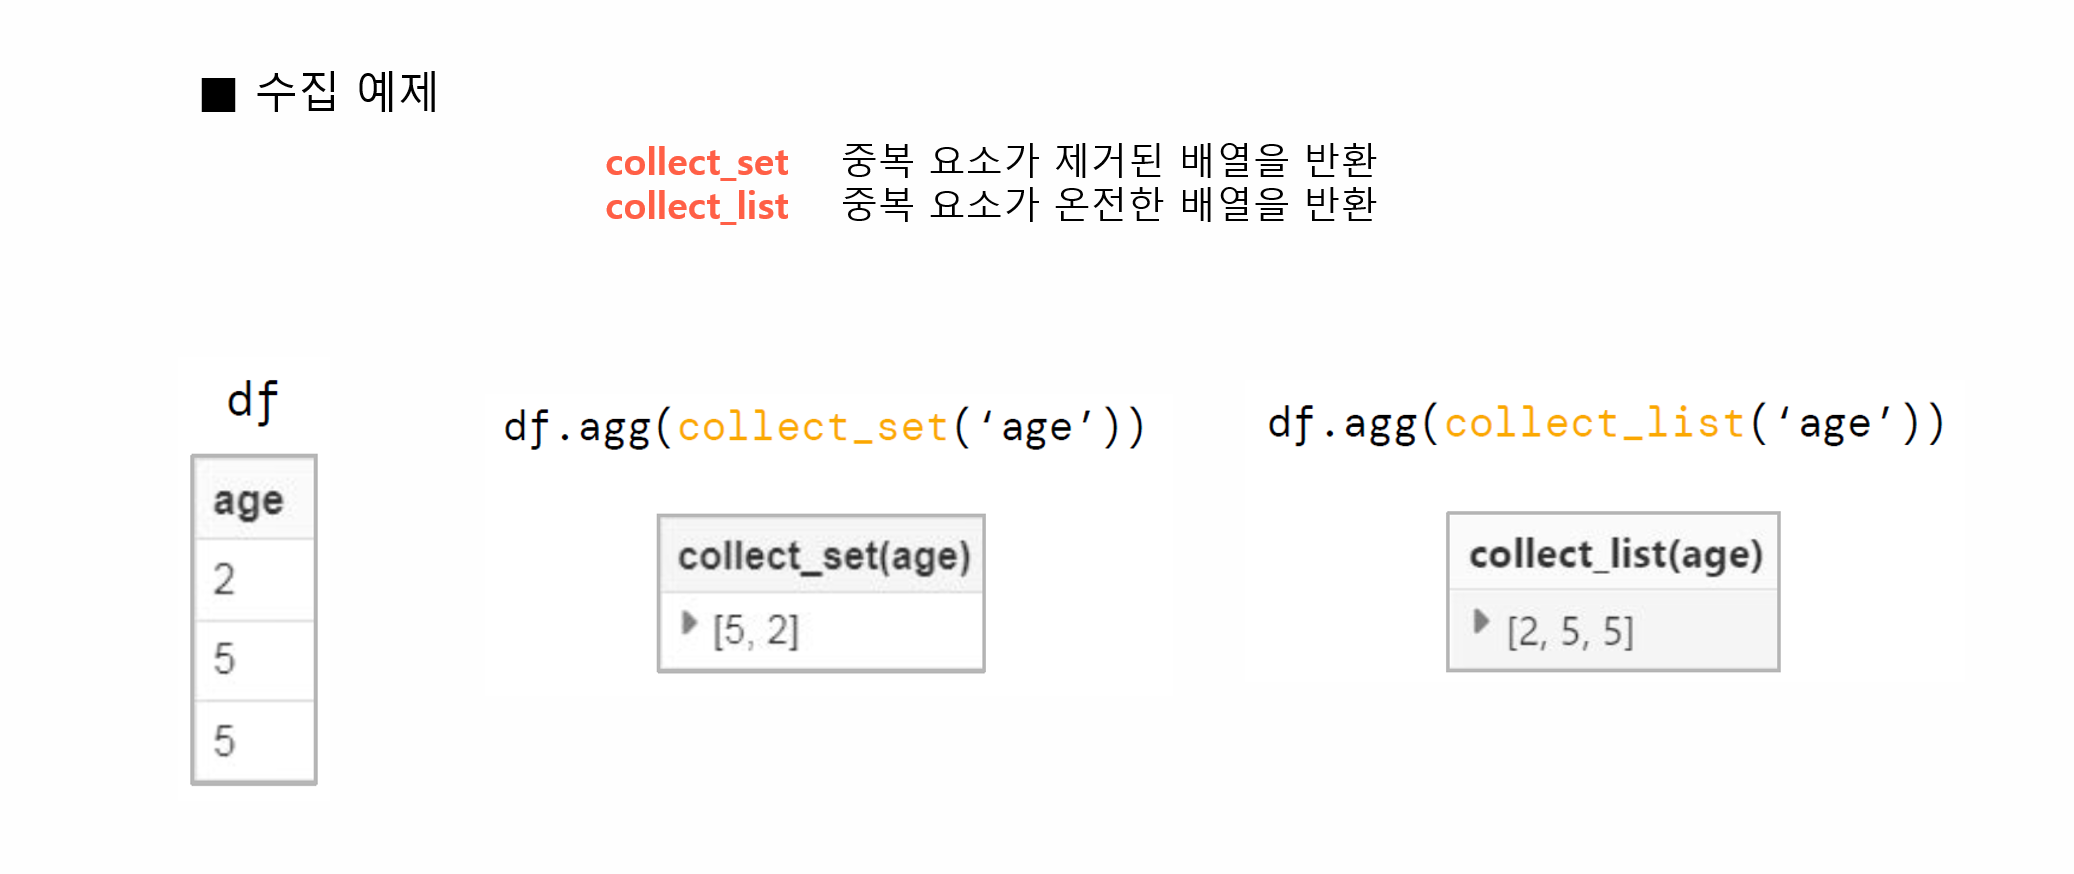 ■ 수집 예제
collect_set 중복 요소가 제거된 배열을 반환
collect_list 중복 요소가 온전한 배열을 반환
df
age
2
5
5
df.agg(collect_set(‘age’))
collect_set(age)
[5, 2]
df.agg(collect_list(‘age’))
collect_list(age)
[2, 5, 5]